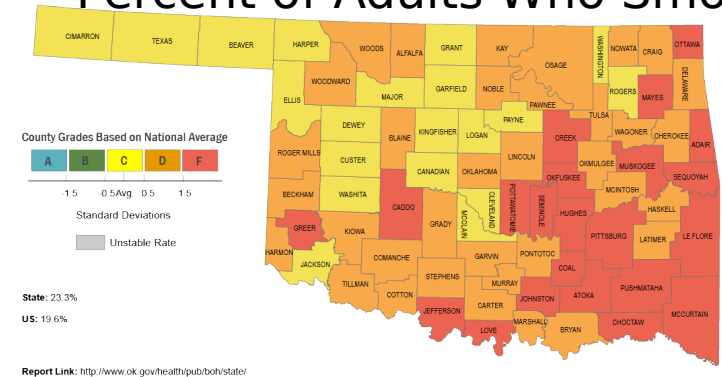 Percent of Adults Who Smo
CIMARRON
TEXAS
BEAVER
HARPER
WOODS
ALFALFA
GRANT
KAY
OSAGE
WASHINGTON
NOWATA
CRAIG
OTTAWA
ELLIS
WOODWARD
MAJOR
GARFIELD
NOBLE
PAWNEE
ROGERS
MAYES
DELAWARE
DEWEY
BLAINE
KINGFISHER
LOGAN
PAYNE
CREEK
TULSA
WAGONER
CHEROKEE
ADAIR
County Grades Based on National Average
A B C D F
-1.5 -0.5 Avg 0.5 1.5
Standard Deviations
Unstable Rate
ROGER MILLS
CUSTER
CANADIAN
OKLAHOMA
LINCOLN
OKFUSKEE
OKMULGEE
MUSKOGEE
SEQUOYAH
MCINTOSH
BECKHAM
WASHITA
CADDO
GRADY
MCCLAIN
CLEVELAND
POTTAWATOMIE
SEMINOLE
HUGHES
PITTSBURG
HASKELL
LATIMER
LE FLORE
GREER
KIOWA
HARMON
JACKSON
COMANCHE
GARVIN
PONTOTOC
COAL
TILLMAN
COTTON
STEPHENS
MURRAY
CARTER
JOHNSTON
ATOKA
PUSHMATAHA
MCCURTAIN
JEFFERSON
LOVE
MARSHALL
BRYAN
CHOCTAW
State: 23.3%
US: 19.6%
Report Link: http://www.ok.gov/health/pub/boh/state/